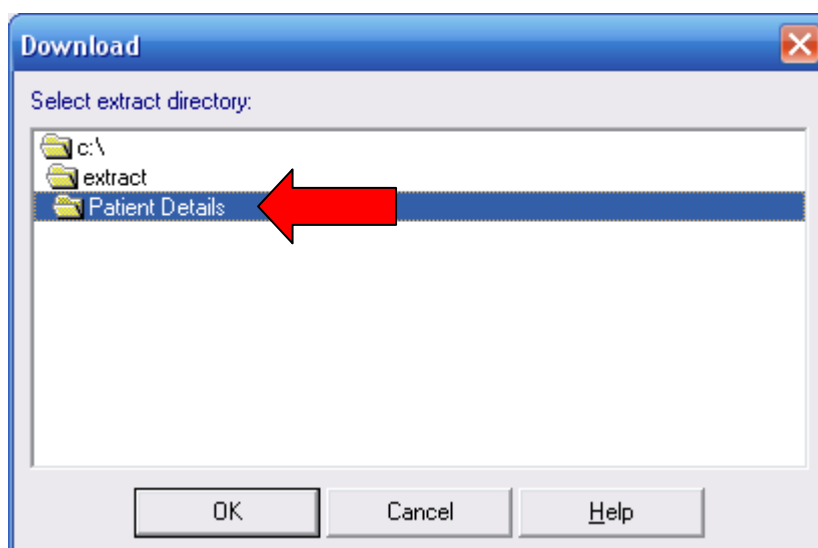 Download
Select extract directory:
c:\
extract
Patient Details
OK Cancel Help